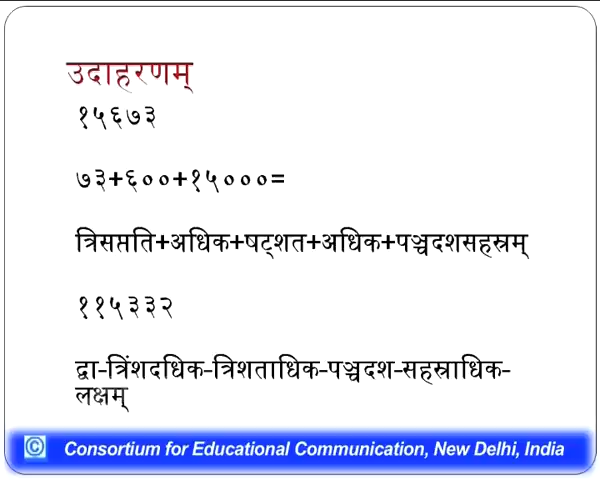 उदाहरणम्
१५६७३
७३+६००+१५०००=
त्रिसप्तति+अधिक+षट्शत+अधिक+पञ्चदशसहस्रम्
११५३३२
द्वा-त्रिंशदधिक-त्रिशताधिक-पञ्चदश-सहस्राधिक-
लक्षम्
© Consortium for Educational Communication, New Delhi, India